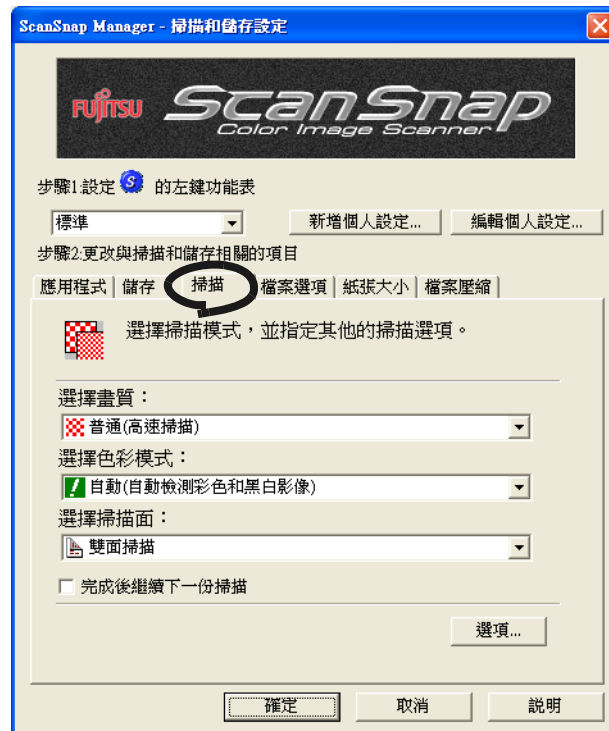 ScanSnap Manager - 掃描和儲存設定
FUJITSU ScanSnap
Color Image Scanner
步驟1:設定 S 的左鍵功能表
標準 新增個人設定... 編輯個人設定...
步驟2:更改與掃描和儲存相關的項目
應用程式 儲存 掃描 檔案選項 紙張大小 檔案壓縮
選擇掃描模式，並指定其他的掃描選項。
選擇畫質：
普通(高速掃描)
選擇色彩模式：
自動(自動檢測彩色和黑白影像)
選擇掃描面：
雙面掃描
完成後繼續下一份掃描
選項...
確定 取消 說明